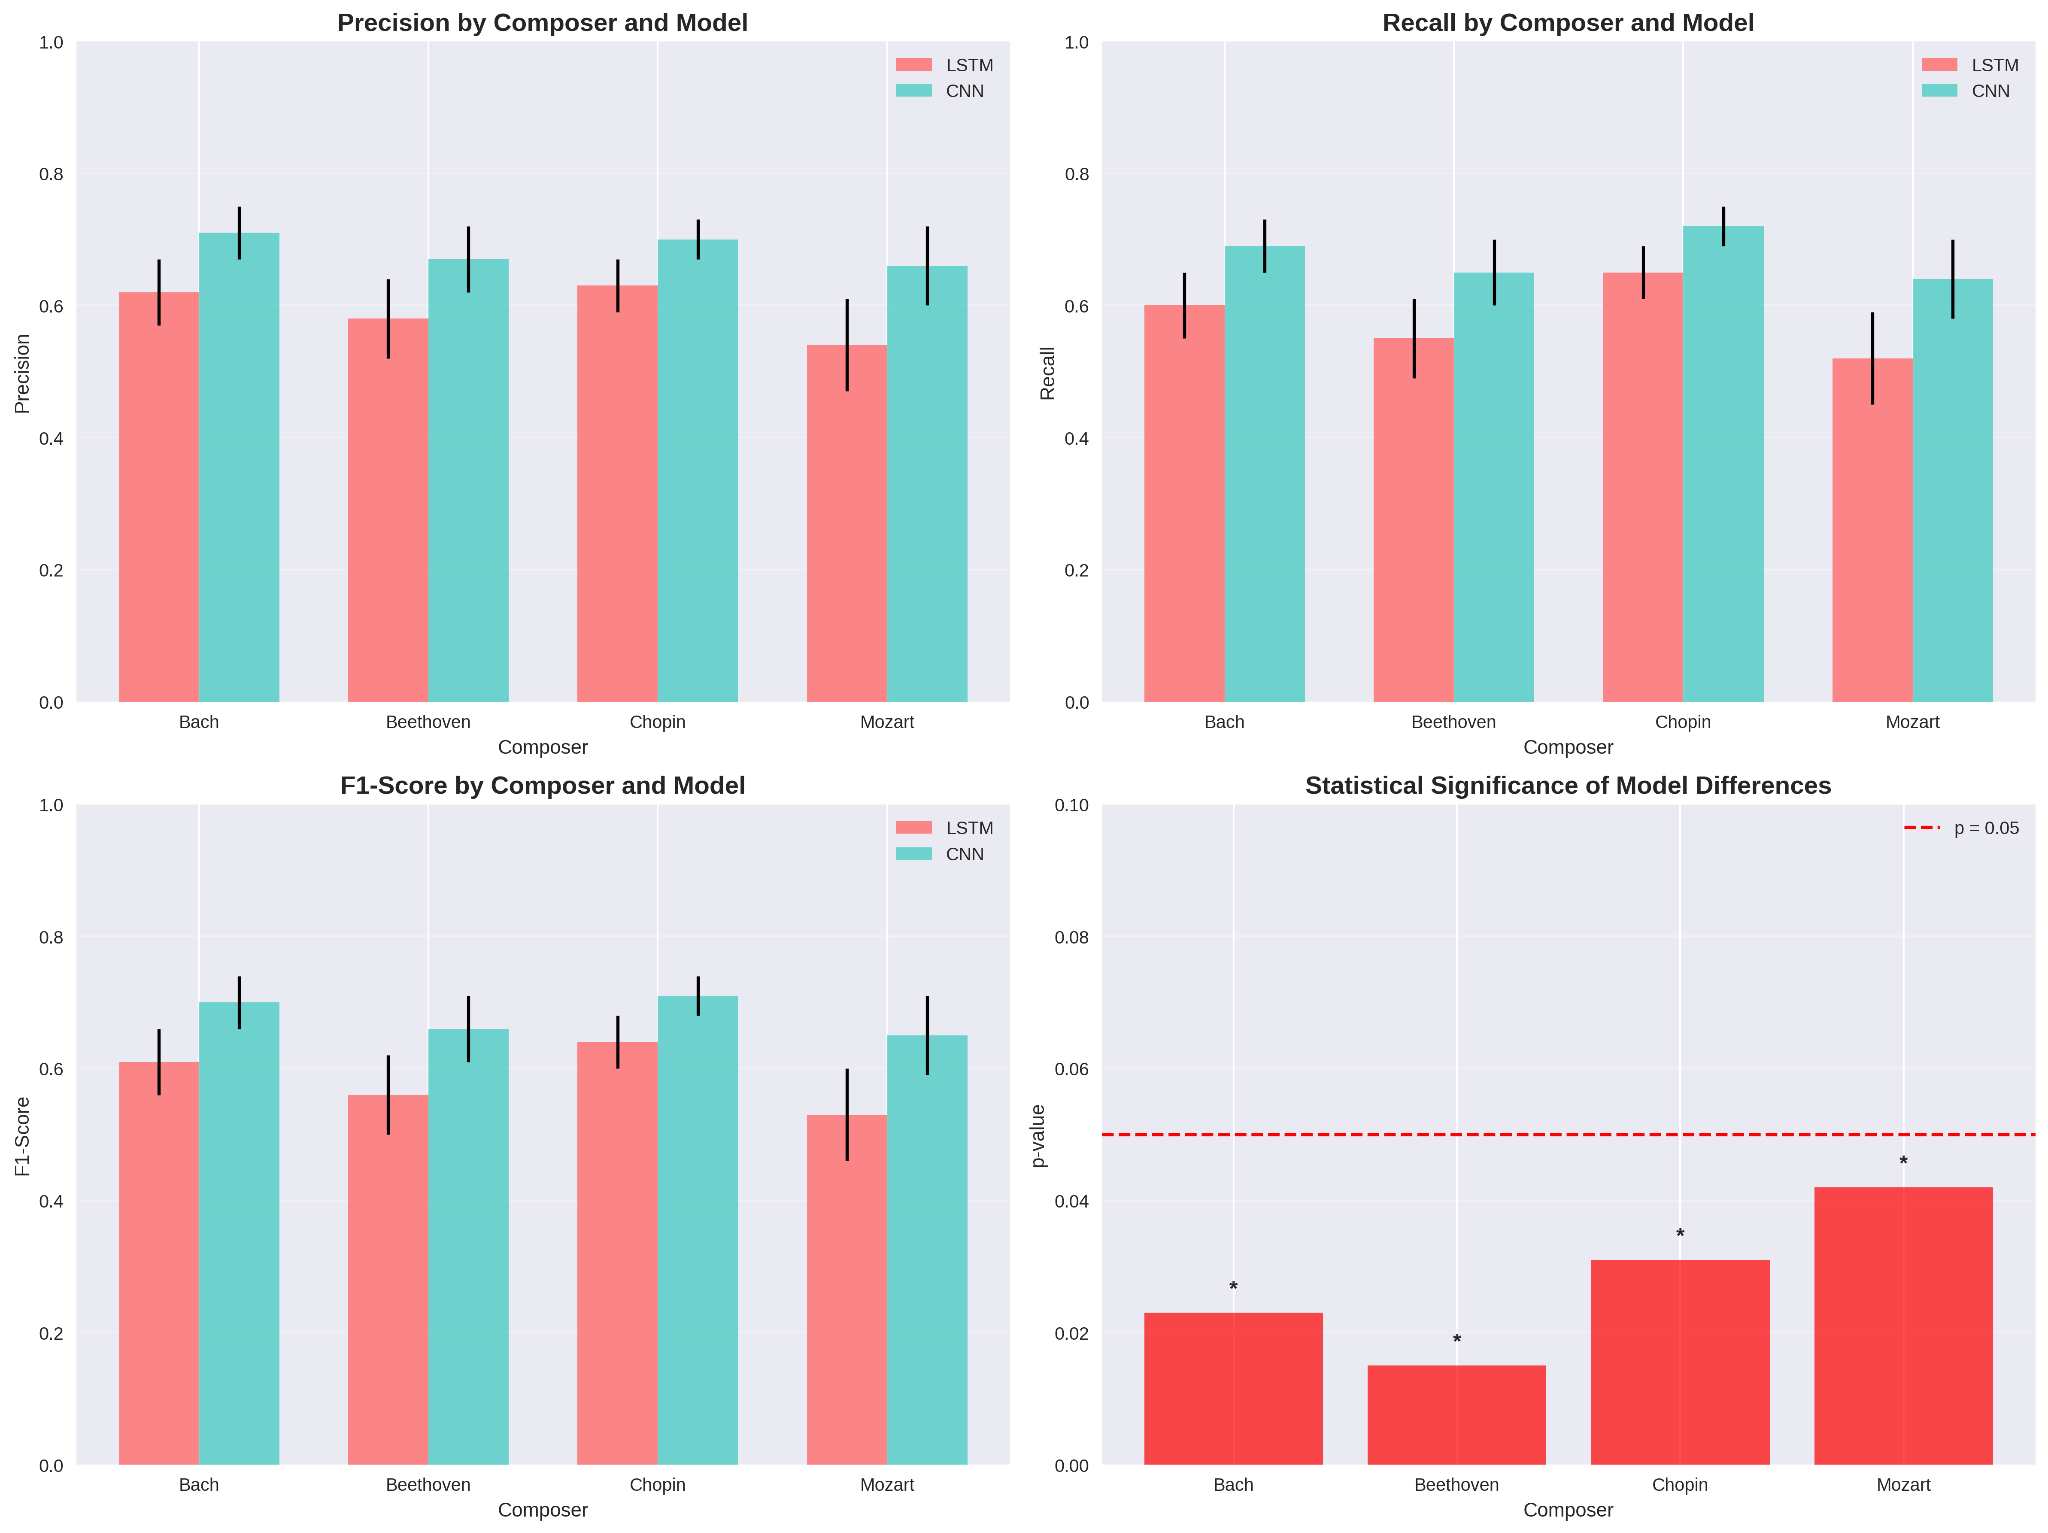 Precision by Composer and Model
1.0
0.8
0.6
0.4
0.2
0.0
Precision
LSTM
CNN
Bach Beethoven Chopin Mozart
Composer
Recall by Composer and Model
1.0
0.8
0.6
0.4
0.2
0.0
Recall
LSTM
CNN
Bach Beethoven Chopin Mozart
Composer
F1-Score by Composer and Model
1.0
0.8
0.6
0.4
0.2
0.0
F1-Score
LSTM
CNN
Bach Beethoven Chopin Mozart
Composer
Statistical Significance of Model Differences
0.10
0.08
0.06
0.04
0.02
0.00
p-value
p = 0.05
*
*
*
*
Bach Beethoven Chopin Mozart
Composer